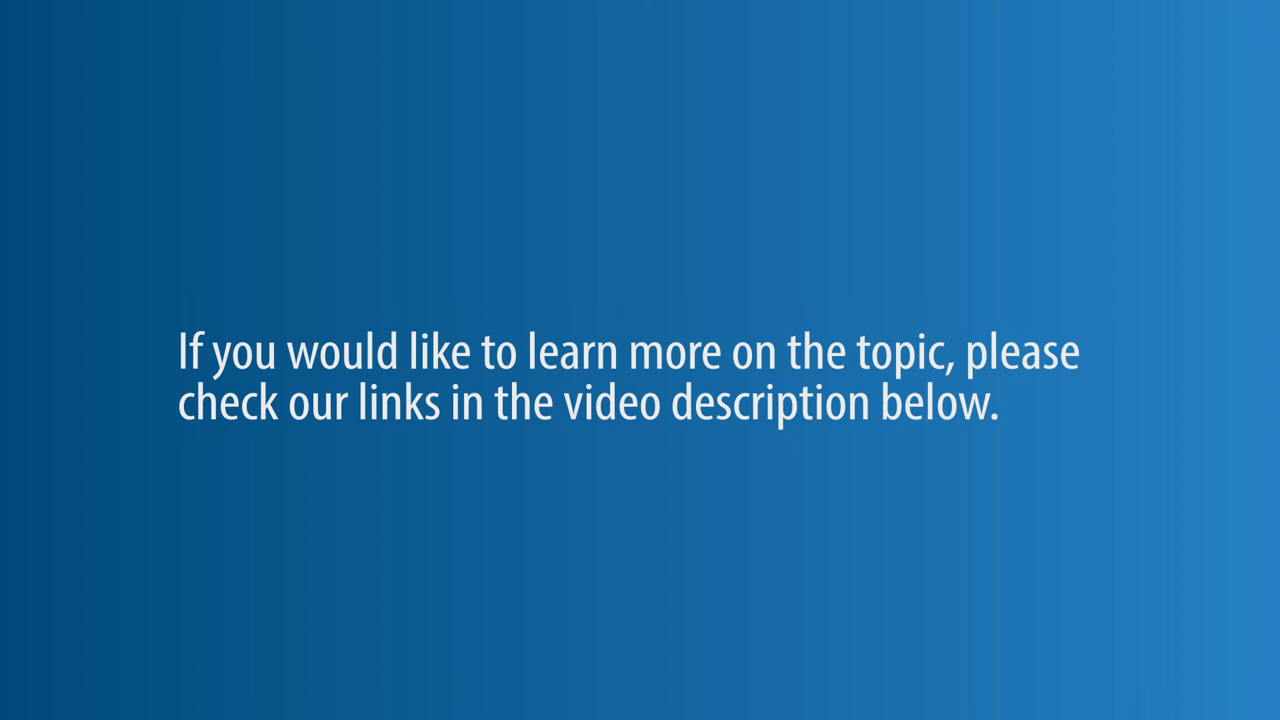 If you would like to learn more on the topic, please
check our links in the video description below.